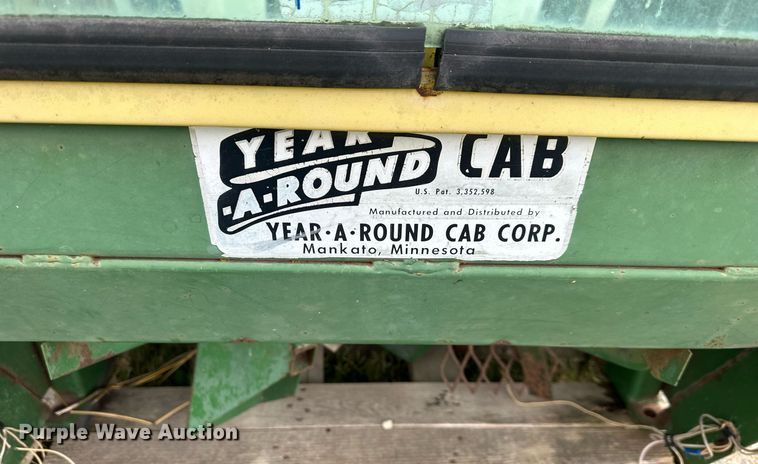 YEAR
-A-ROUND CAB
U.S. Pat. 3,352,598
Manufactured and Distributed by
YEAR·A·ROUND CAB CORP.
Mankato, Minnesota
Purple Wave Auction